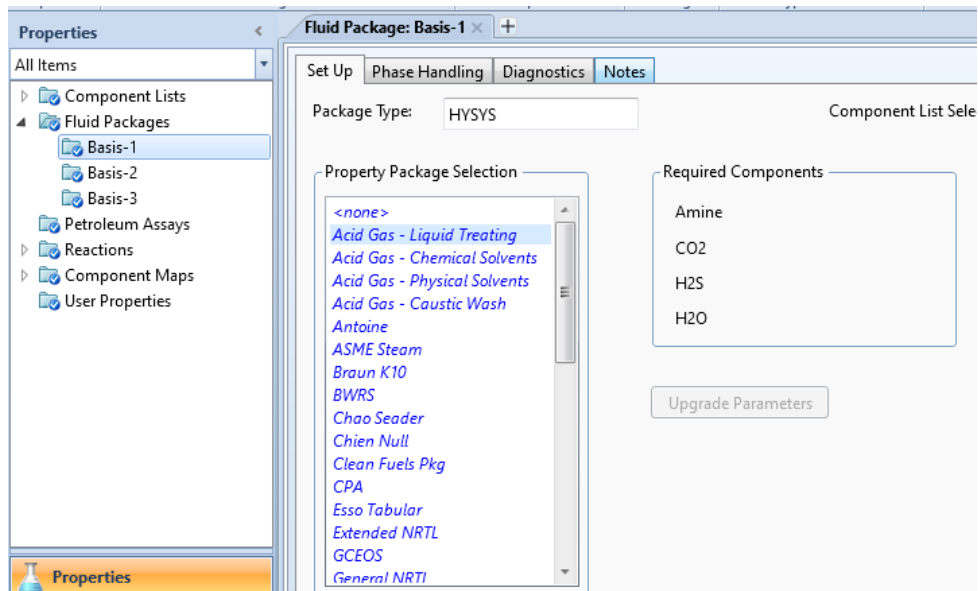 Properties
All Items
Component Lists
Fluid Packages
Basis-1
Basis-2
Basis-3
Petroleum Assays
Reactions
Component Maps
User Properties
Properties
Fluid Package: Basis-1
Set Up Phase Handling Diagnostics Notes
Package Type: HYSYS Component List Sele
Property Package Selection
<none>
Acid Gas - Liquid Treating
Acid Gas - Chemical Solvents
Acid Gas - Physical Solvents
Acid Gas - Caustic Wash
Antoine
ASME Steam
Braun K10
BWRS
Chao Seader
Chien Null
Clean Fuels Pkg
CPA
Esso Tabular
Extended NRTL
GCEOS
General NRTL
Required Components
Amine
CO2
H2S
H2O
Upgrade Parameters